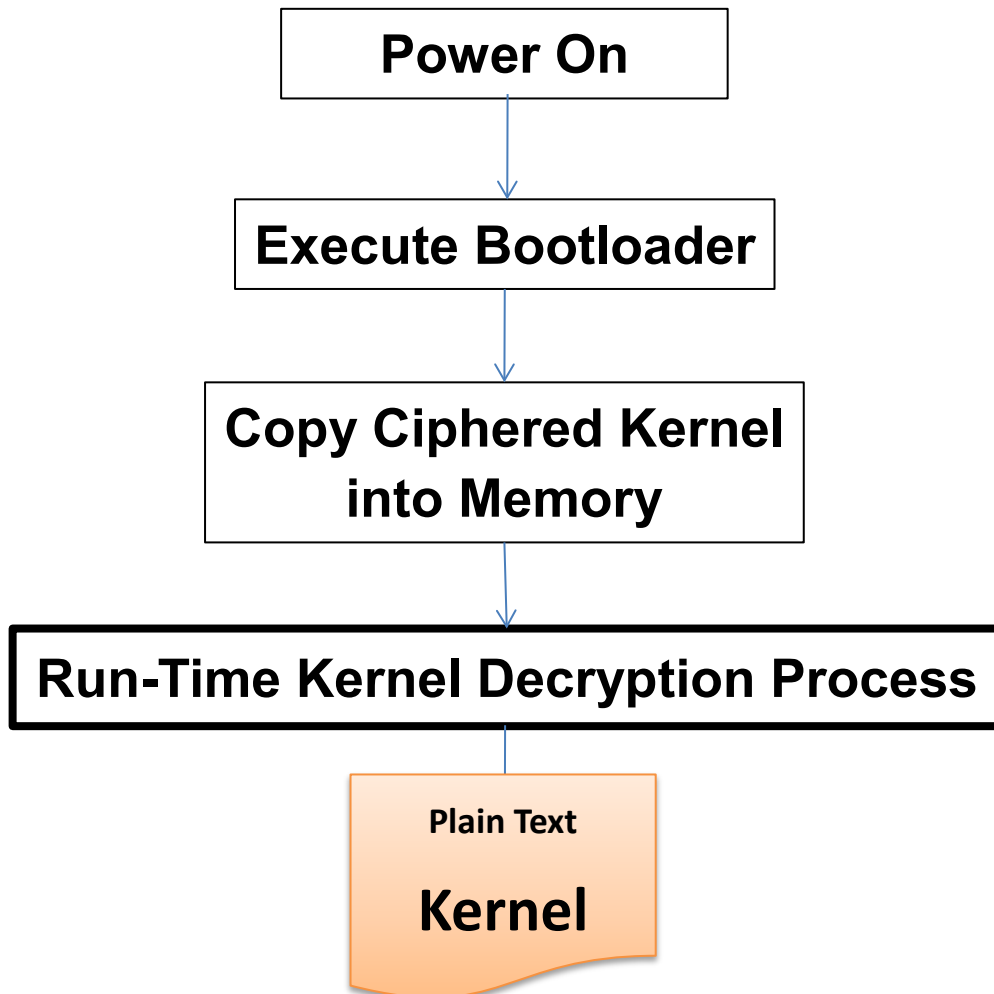 Power On
Execute Bootloader
Copy Ciphered Kernel
into Memory
Run-Time Kernel Decryption Process
Plain Text
Kernel